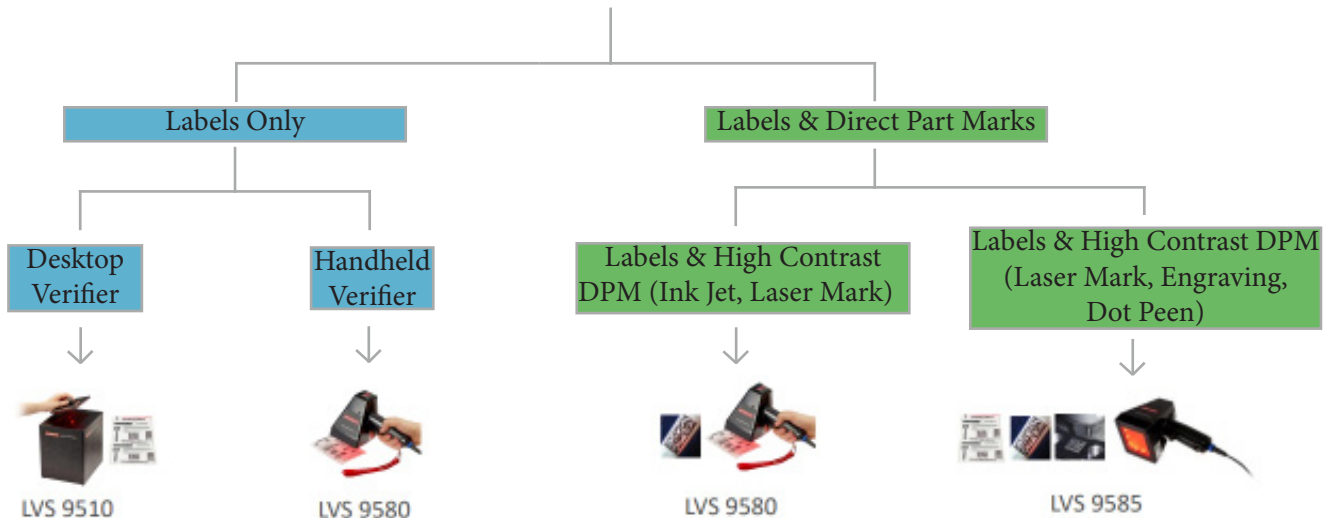 Labels Only
Labels & Direct Part Marks
Desktop
Verifier
Handheld
Verifier
Labels & High Contrast
DPM (Ink Jet, Laser Mark)
Labels & High Contrast DPM
(Laser Mark, Engraving,
Dot Peen)
LVS 9510
LVS 9580
LVS 9580
LVS 9585